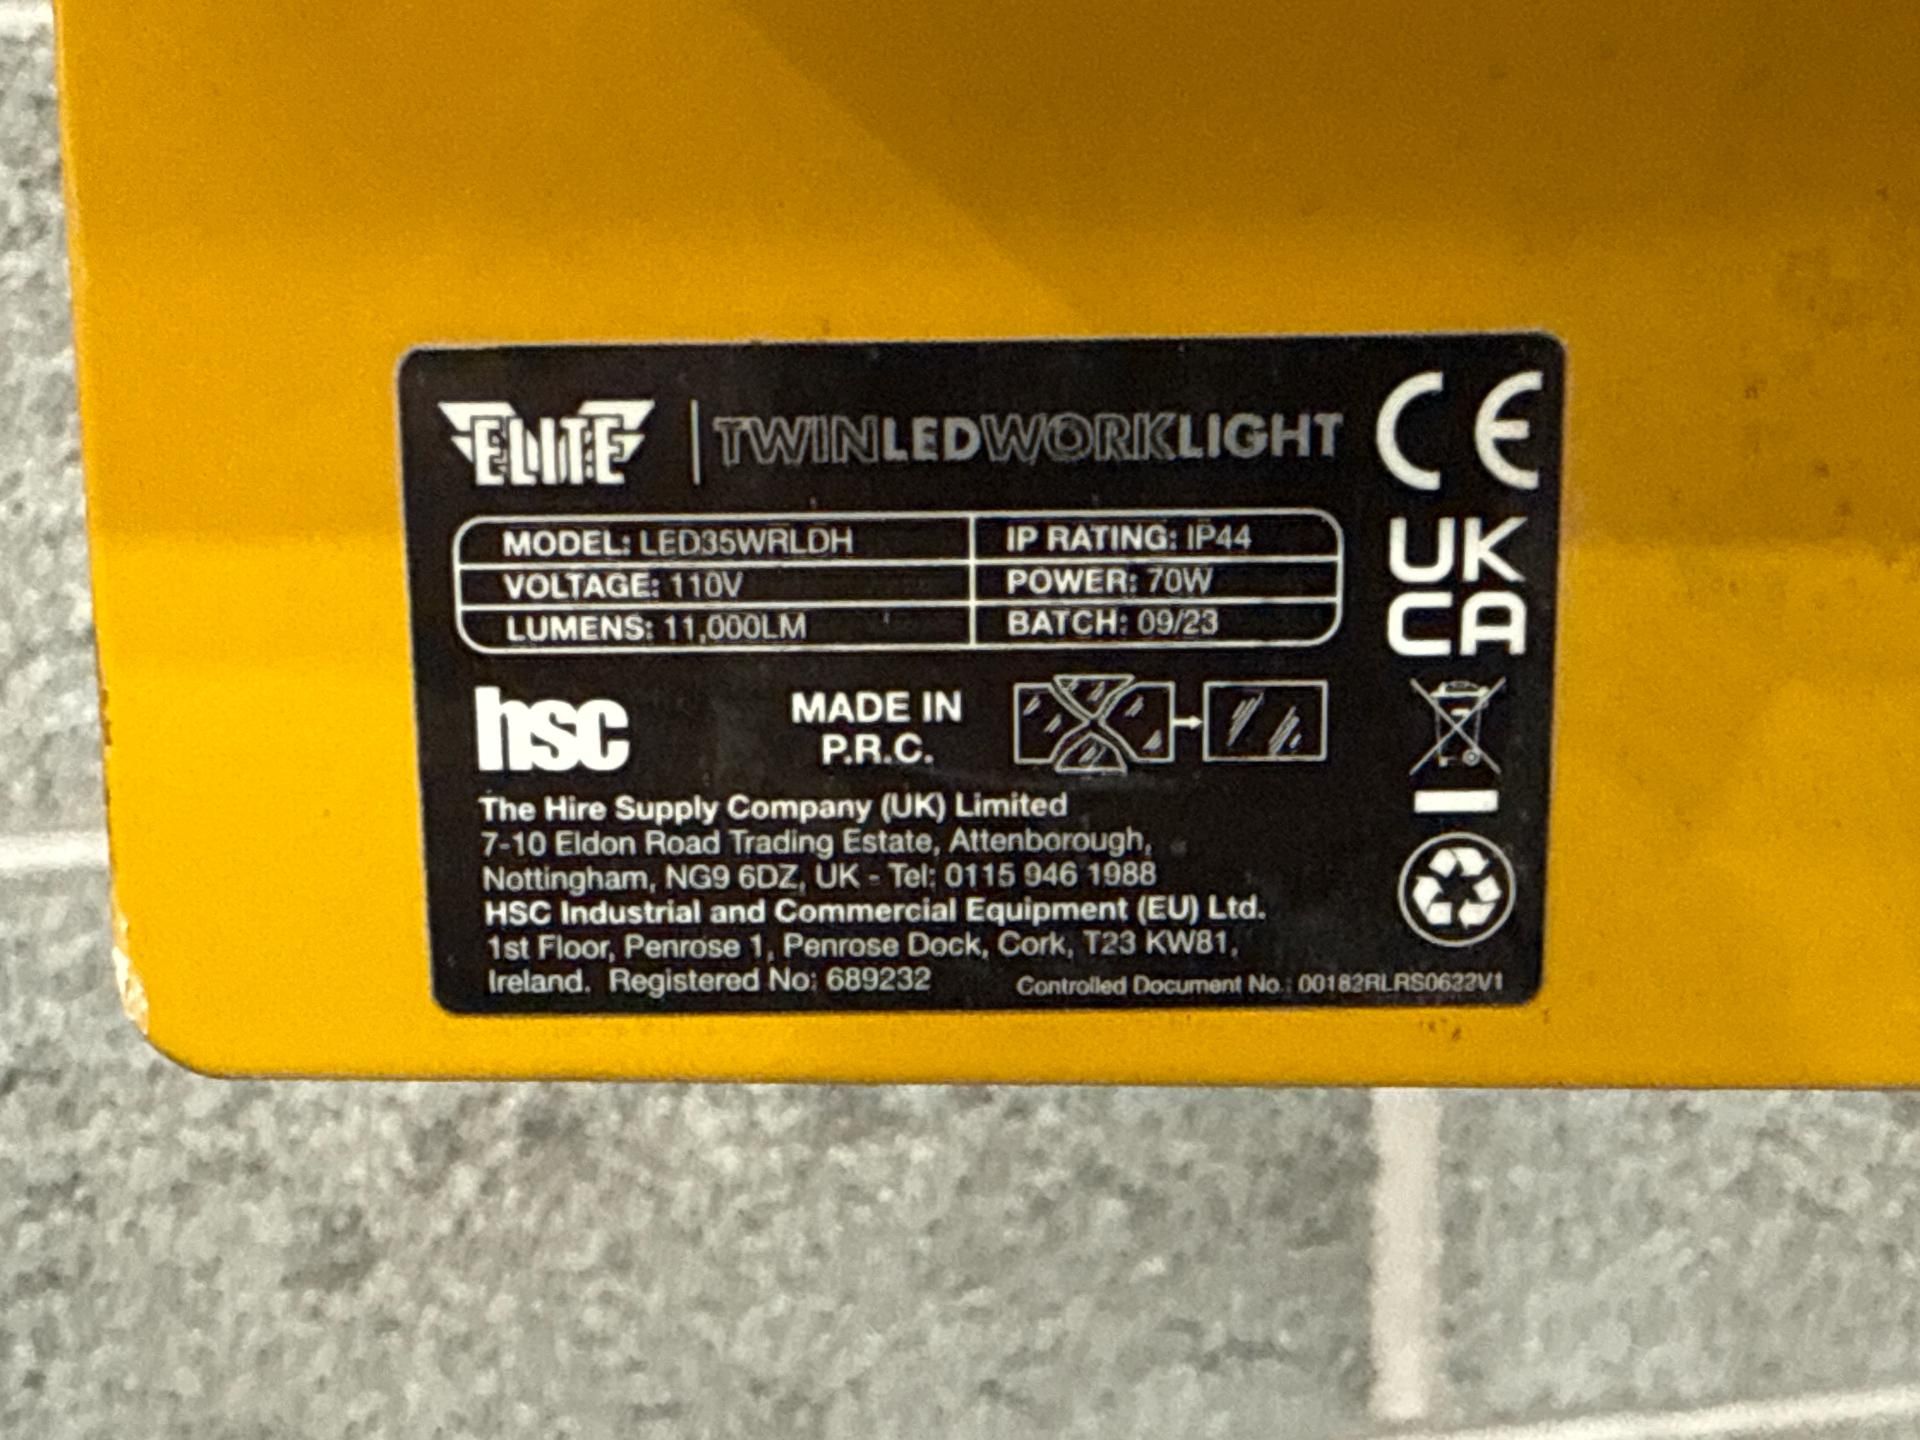 ELITE | TWINLEDWORKLIGHT
CE
MODEL: LED35WRLDH
IP RATING: IP44
VOLTAGE: 110V
POWER: 70W
LUMENS: 11,000LM
BATCH: 09/23
UK
CA
hsc
MADE IN
P.R.C.
The Hire Supply Company (UK) Limited
7-10 Eldon Road Trading Estate, Attenborough,
Nottingham, NG9 6DZ, UK - Tel: 0115 946 1988
HSC Industrial and Commercial Equipment (EU) Ltd.
1st Floor, Penrose 1, Penrose Dock, Cork, T23 KW81,
Ireland. Registered No: 689232
Controlled Document No.: 00182RLRS0622V1